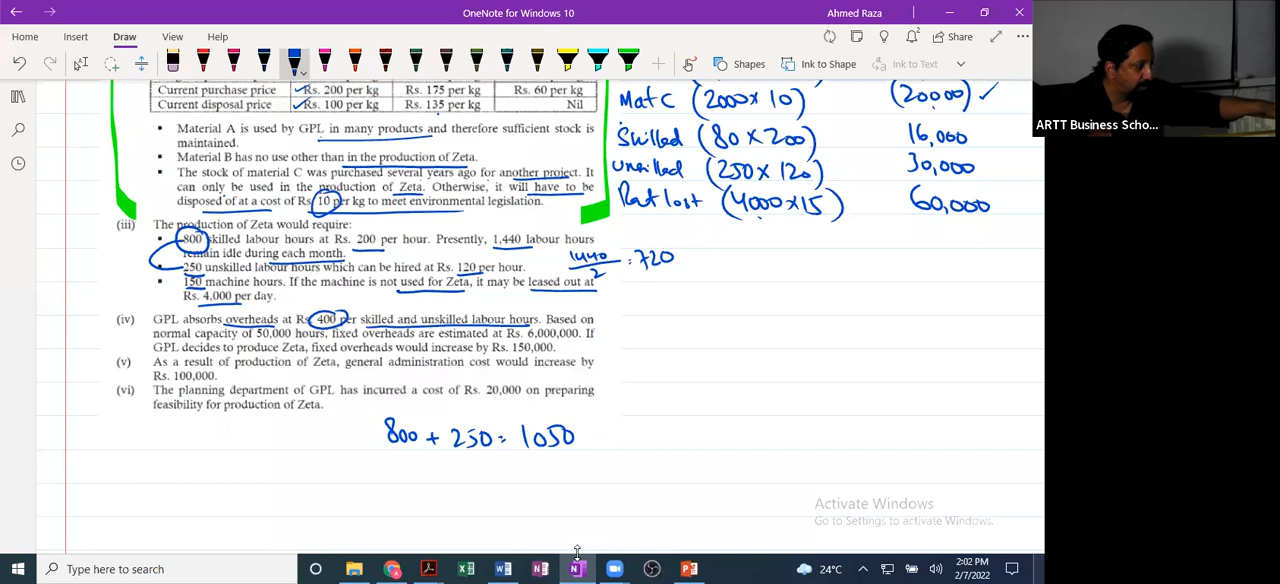 OneNote for Windows 10
Ahmed Raza
Home Insert Draw View Help
Share
Shapes Ink to Shape Ink to Text
Current purchase price Rs. 200 per kg Rs. 175 per kg Rs. 60 per kg
Current disposal price Rs. 100 per kg Rs. 135 per kg Nil
▪ Material A is used by GPL in many products and therefore sufficient stock is
maintained.
▪ Material B has no use other than in the production of Zeta.
▪ The stock of material C was purchased several years ago for another project. It
can only be used in the production of Zeta. Otherwise, it will have to be
disposed of at a cost of Rs. 10 per kg to meet environmental legislation.
(iii) The production of Zeta would require:
▪ 800 skilled labour hours at Rs. 200 per hour. Presently, 1,440 labour hours
remain idle during each month.
▪ 250 unskilled labour hours which can be hired at Rs. 120 per hour.
▪ 150 machine hours. If the machine is not used for Zeta, it may be leased out at
Rs. 4,000 per day.
(iv) GPL absorbs overheads at Rs. 400 per skilled and unskilled labour hours. Based on
normal capacity of 50,000 hours, fixed overheads are estimated at Rs. 6,000,000. If
GPL decides to produce Zeta, fixed overheads would increase by Rs. 150,000.
(v) As a result of production of Zeta, general administration cost would increase by
Rs. 100,000.
(vi) The planning department of GPL has incurred a cost of Rs. 20,000 on preparing
feasibility for production of Zeta.
800 + 250 = 1050
Mat C (2000 x 10) (20,000) ✓
Skilled (80 x 200) 16,000
(250 x 120) 30,000
Rent lost (4000 x 15) 60,000
1440/2 = 720
ARTT Business Scho...
Activate Windows
Go to Settings to activate Windows.
Type here to search
24°C
2:02 PM
2/7/2022